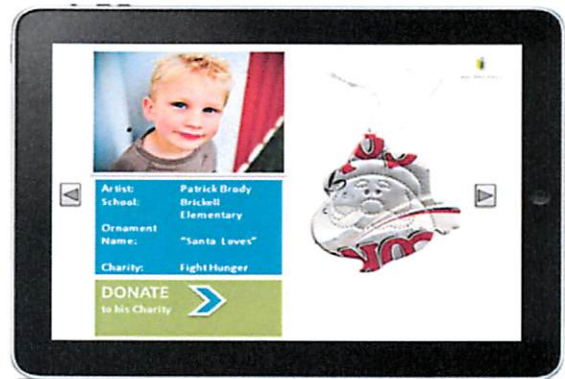 Artist: Patrick Brody
School: Brickell
Elementary
Ornament
Name: "Santa Loves"
Charity: Fight Hunger
DONATE
to his Charity